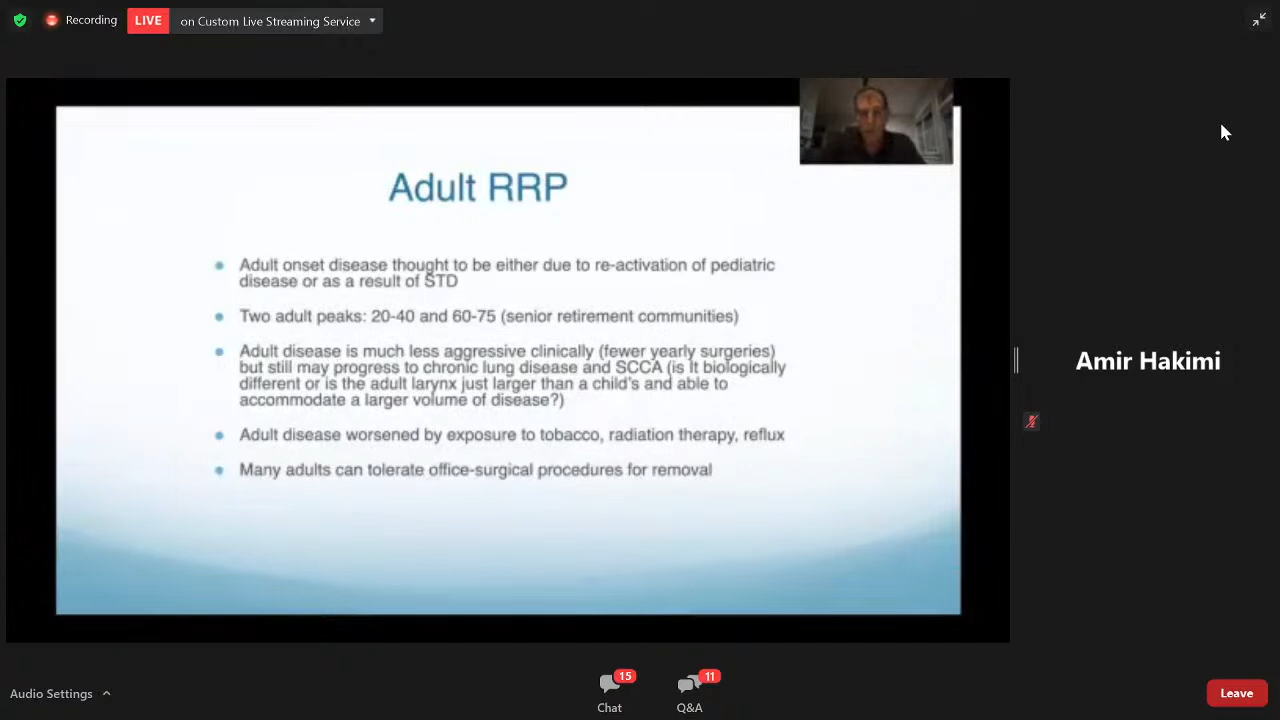 Recording
LIVE
on Custom Live Streaming Service
Adult RRP
Adult onset disease thought to be either due to re-activation of pediatric
disease or as a result of STD
Two adult peaks: 20-40 and 60-75 (senior retirement communities)
Adult disease is much less aggressive clinically (fewer yearly surgeries)
but still may progress to chronic lung disease and SCCA (is It biologically
different or is the adult larynx just larger than a child's and able to
accommodate a larger volume of disease?)
Adult disease worsened by exposure to tobacco, radiation therapy, reflux
Many adults can tolerate office-surgical procedures for removal
Amir Hakimi
Audio Settings
15
Chat
11
Q&A
Leave